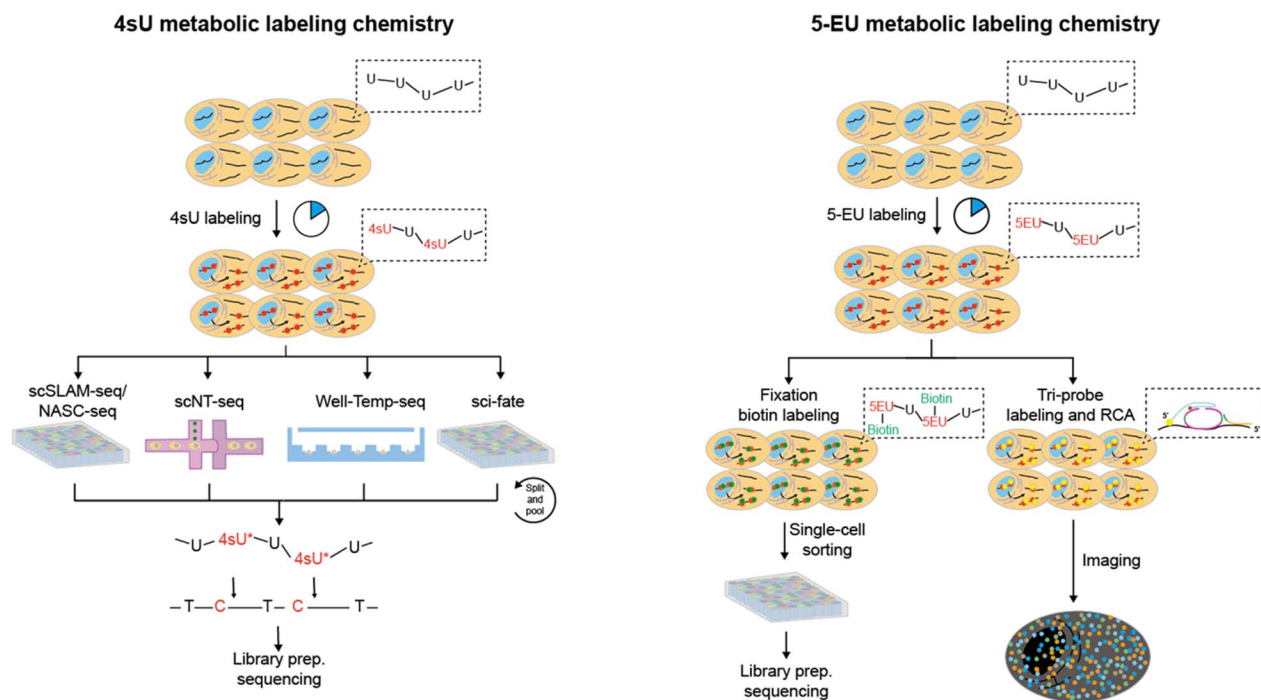 4sU metabolic labeling chemistry
U U U U
4sU labeling
4sU U 4sU U
scSLAM-seq/
NASC-seq
scNT-seq
Well-Temp-seq
sci-fate
Split
and
pool
U 4sU* U 4sU* U
T C T C T
Library prep.
sequencing
5-EU metabolic labeling chemistry
U U U U
5-EU labeling
5EU U 5EU U
Fixation
biotin labeling
Biotin
5EU U 5EU U
Biotin
Tri-probe
labeling and RCA
5'
5'
Single-cell
sorting
Library prep.
sequencing
Imaging